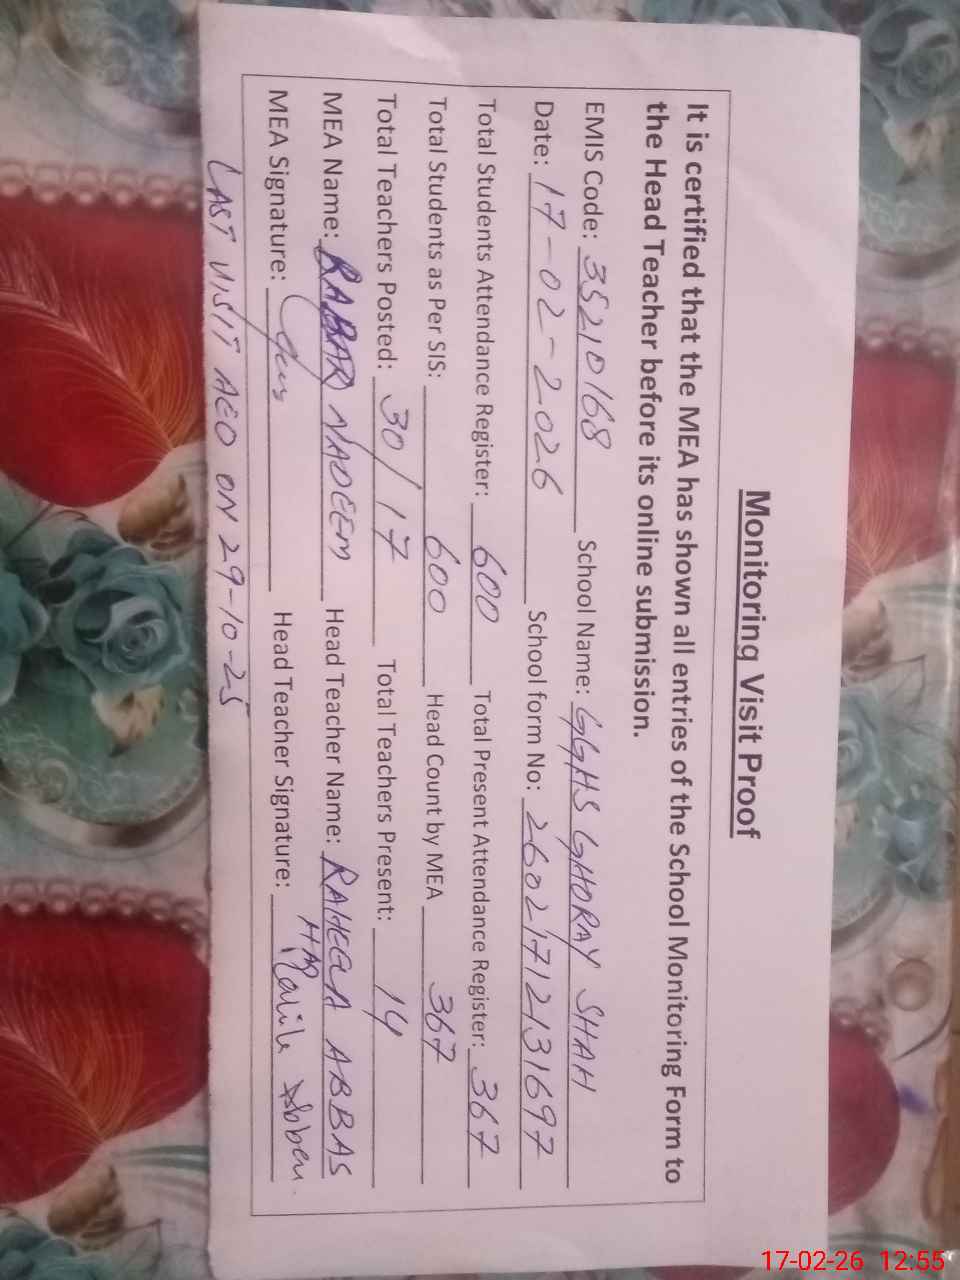 Monitoring Visit Proof
It is certified that the MEA has shown all entries of the School Monitoring Form to
the Head Teacher before its online submission.
EMIS Code: 35210168 School Name: GGHS GHORAY SHAH
Date: 17-02-2026 School form No: 26021712131697
Total Students Attendance Register: 600 Total Present Attendance Register: 367
Total Students as Per SIS: 600 Head Count by MEA 367
Total Teachers Posted: 30/17 Total Teachers Present: 14
MEA Name: BABAR NADEEM Head Teacher Name: RAHEELA ABBAS
MEA Signature: Head Teacher Signature:
LAST VISIT AEO ON 29-10-25
17-02-26 12:55